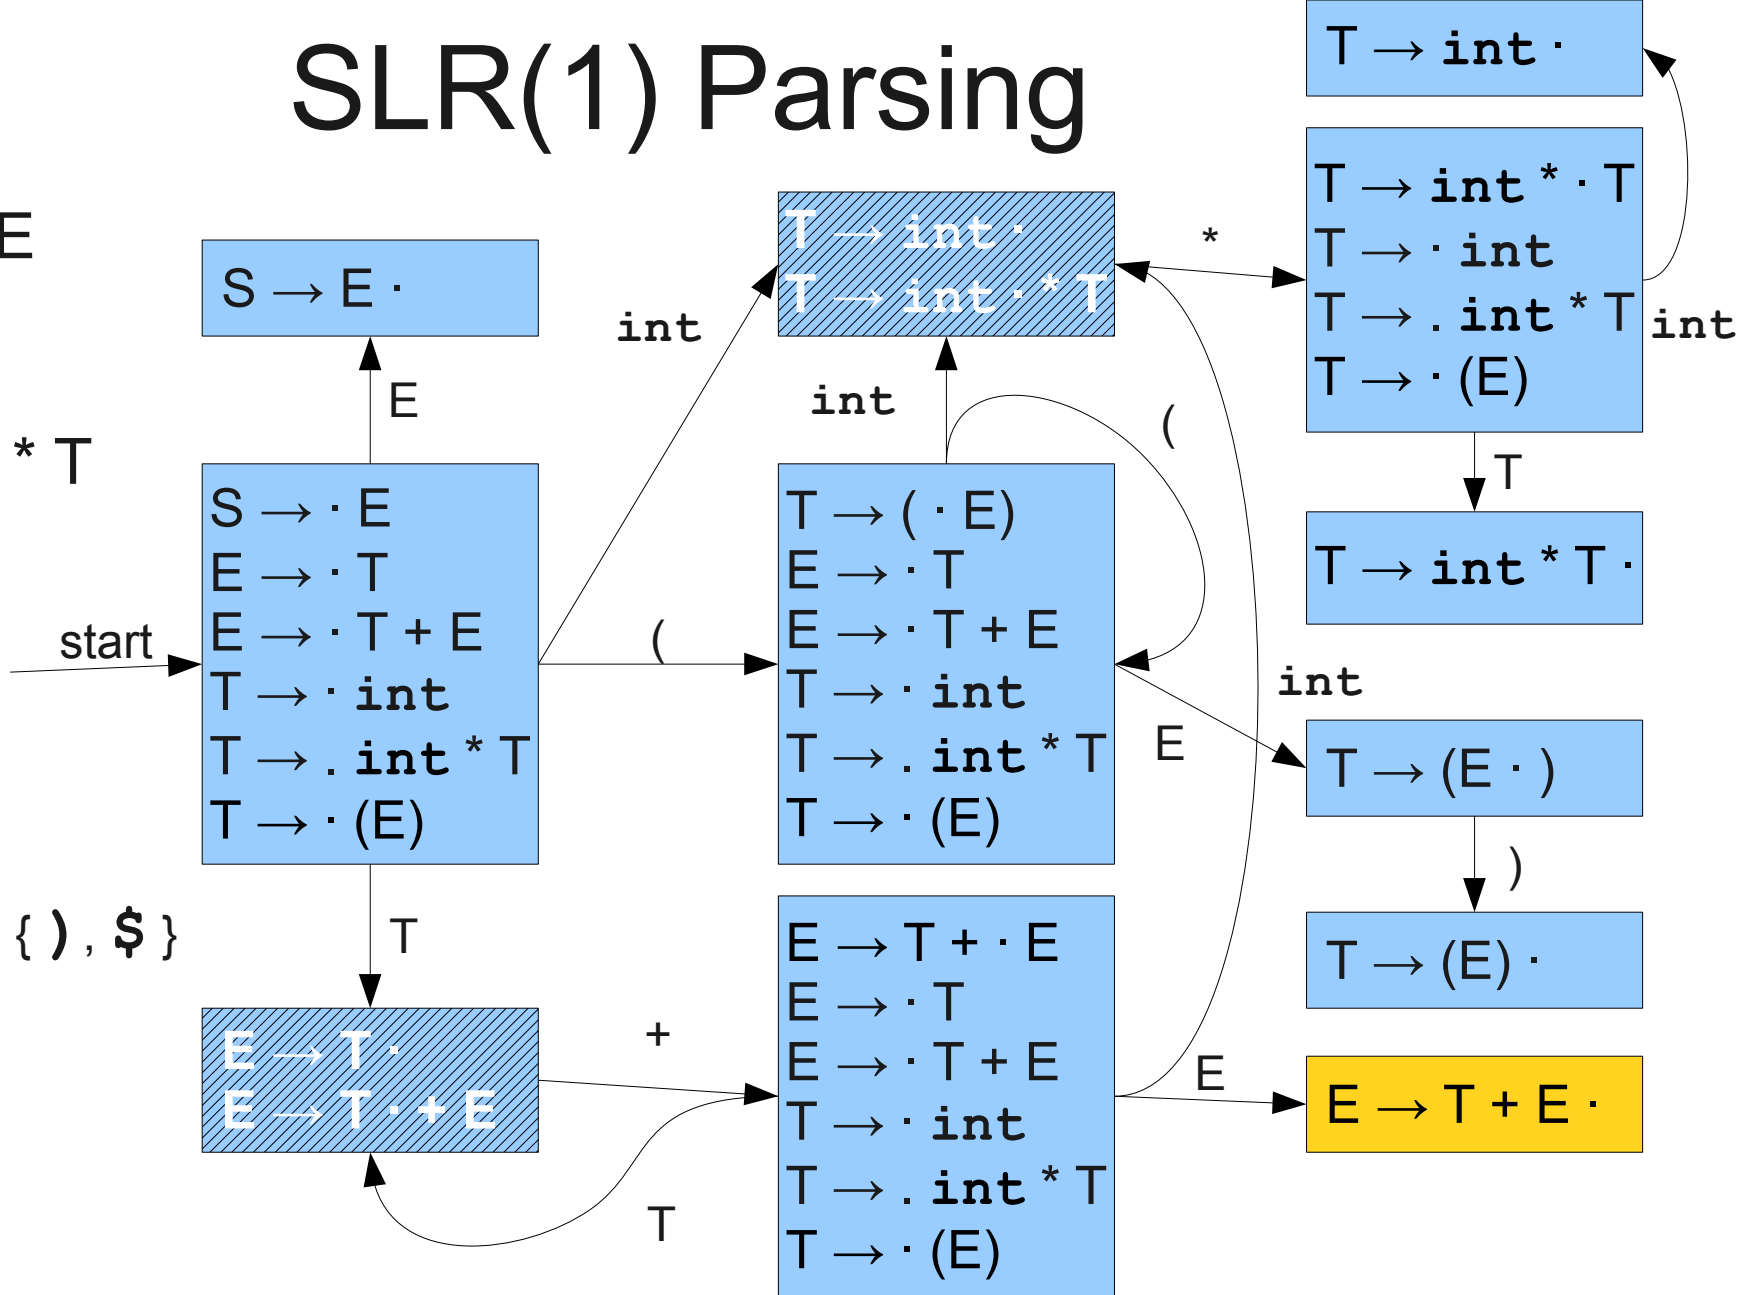 SLR(1) Parsing
E
* T
{ ), $ }
start
S → E ·
E
S → · E
E → · T
E → · T + E
T → · int
T → . int * T
T → · (E)
T
E → T ·
E → T · + E
+
T
int
(
T → int ·
T → int · * T
int
(
T → ( · E)
E → · T
E → · T + E
T → · int
T → . int * T
T → · (E)
E → T + · E
E → · T
E → · T + E
T → · int
T → . int * T
T → · (E)
*
int
E
E
T → int ·
T → int * · T
T → · int
T → . int * T
T → · (E)
int
T
T → int * T ·
T → (E · )
)
T → (E) ·
E → T + E ·